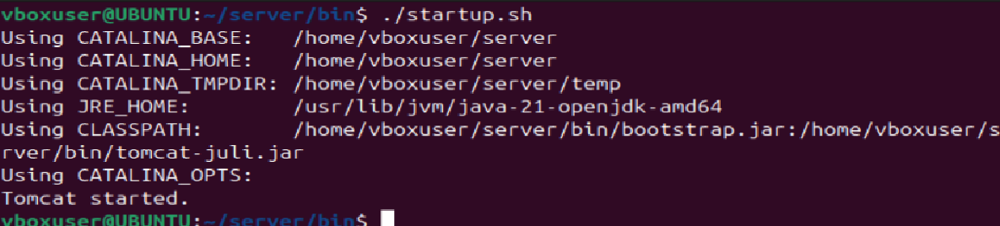 vboxuser@UBUNTU:~/server/bin$ ./startup.sh
Using CATALINA_BASE:   /home/vboxuser/server
Using CATALINA_HOME:   /home/vboxuser/server
Using CATALINA_TMPDIR: /home/vboxuser/server/temp
Using JRE_HOME:        /usr/lib/jvm/java-21-openjdk-amd64
Using CLASSPATH:       /home/vboxuser/server/bin/bootstrap.jar:/home/vboxuser/s
rver/bin/tomcat-juli.jar
Using CATALINA_OPTS:
Tomcat started.
vboxuser@UBUNTU:~/server/bin$